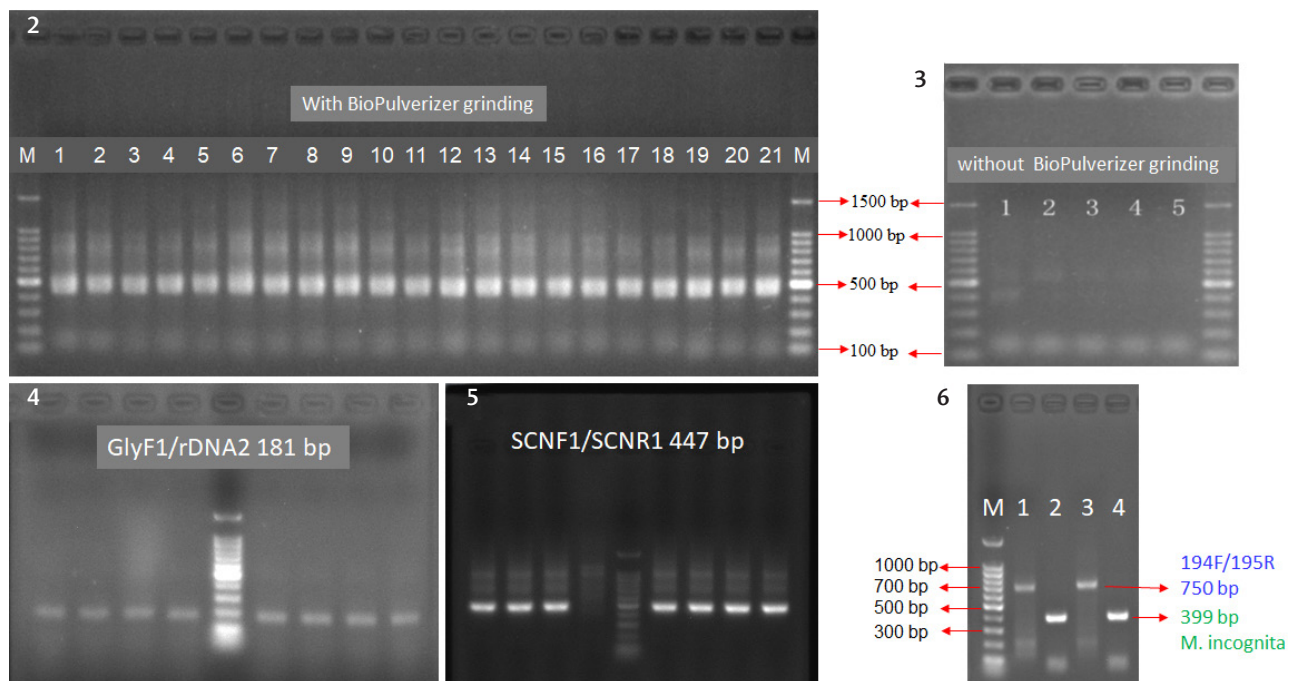 2
With BioPulverizer grinding
M 1 2 3 4 5 6 7 8 9 10 11 12 13 14 15 16 17 18 19 20 21 M
3
without BioPulverizer grinding
1 2 3 4 5
1500 bp
1000 bp
500 bp
100 bp
4
GlyF1/rDNA2 181 bp
5
SCNF1/SCNR1 447 bp
6
M 1 2 3 4
1000 bp
700 bp
500 bp
300 bp
194F/195R
750 bp
399 bp
M. incognita